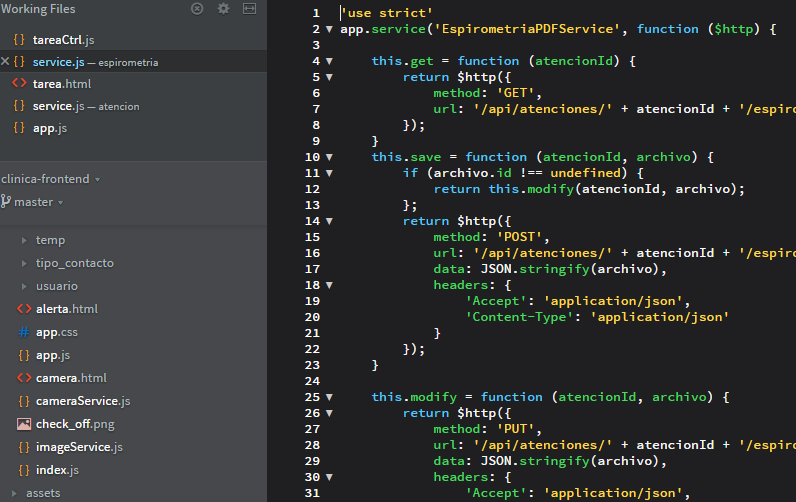 Working Files
tareaCtrl.js
service.js — espirometria
tarea.html
service.js — atencion
app.js
clinica-frontend
master
temp
tipo_contacto
usuario
alerta.html
app.css
app.js
camera.html
cameraService.js
check_off.png
imageService.js
index.js
assets
1 'use strict'
2 app.service('EspirometriaPDFService', function ($http) {
3
4 this.get = function (atencionId) {
5 return $http({
6 method: 'GET',
7 url: '/api/atenciones/' + atencionId + '/espiro
8 });
9 }
10 this.save = function (atencionId, archivo) {
11 if (archivo.id !== undefined) {
12 return this.modify(atencionId, archivo);
13 };
14 return $http({
15 method: 'POST',
16 url: '/api/atenciones/' + atencionId + '/espiro
17 data: JSON.stringify(archivo),
18 headers: {
19 'Accept': 'application/json',
20 'Content-Type': 'application/json'
21 }
22 });
23 }
24
25 this.modify = function (atencionId, archivo) {
26 return $http({
27 method: 'PUT',
28 url: '/api/atenciones/' + atencionId + '/espiro
29 data: JSON.stringify(archivo),
30 headers: {
31 'Accept': 'application/json',